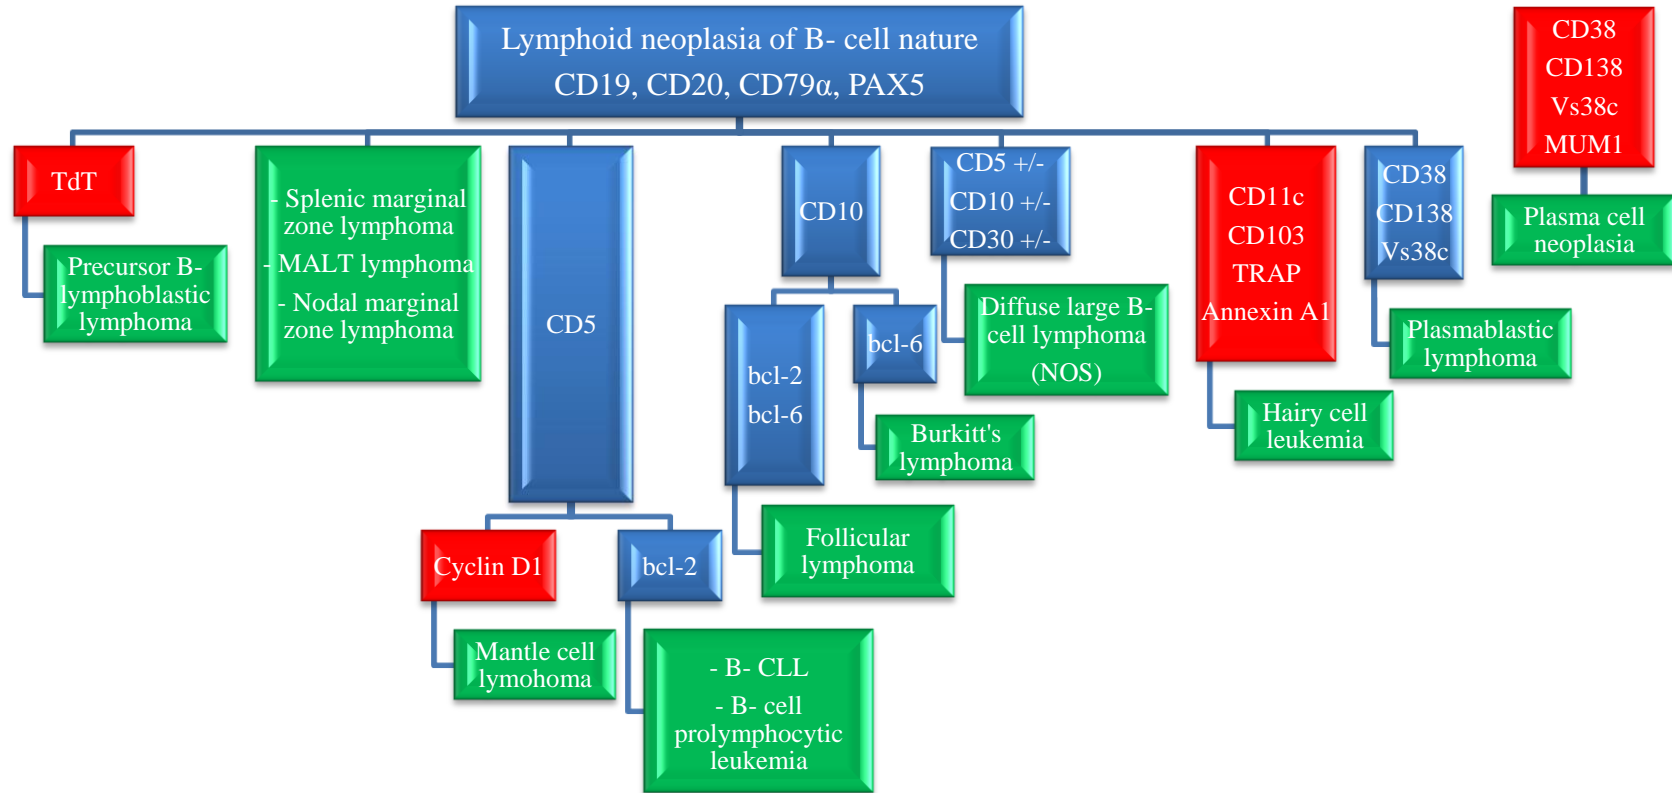 Lymphoid neoplasia of B- cell nature
CD19, CD20, CD79α, PAX5
CD38
CD138
Vs38c
MUM1
Plasma cell
neoplasia
TdT
Precursor B-
lymphoblastic
lymphoma
- Splenic marginal
zone lymphoma
- MALT lymphoma
- Nodal marginal
zone lymphoma
CD5
Cyclin D1
Mantle cell
lymohoma
bcl-2
- B- CLL
- B- cell
prolymphocytic
leukemia
CD10
bcl-2
bcl-6
Follicular
lymphoma
bcl-6
Burkitt's
lymphoma
CD5 +/-
CD10 +/-
CD30 +/-
Diffuse large B-
cell lymphoma
(NOS)
CD11c
CD103
TRAP
Annexin A1
Hairy cell
leukemia
CD38
CD138
Vs38c
Plasmablastic
lymphoma